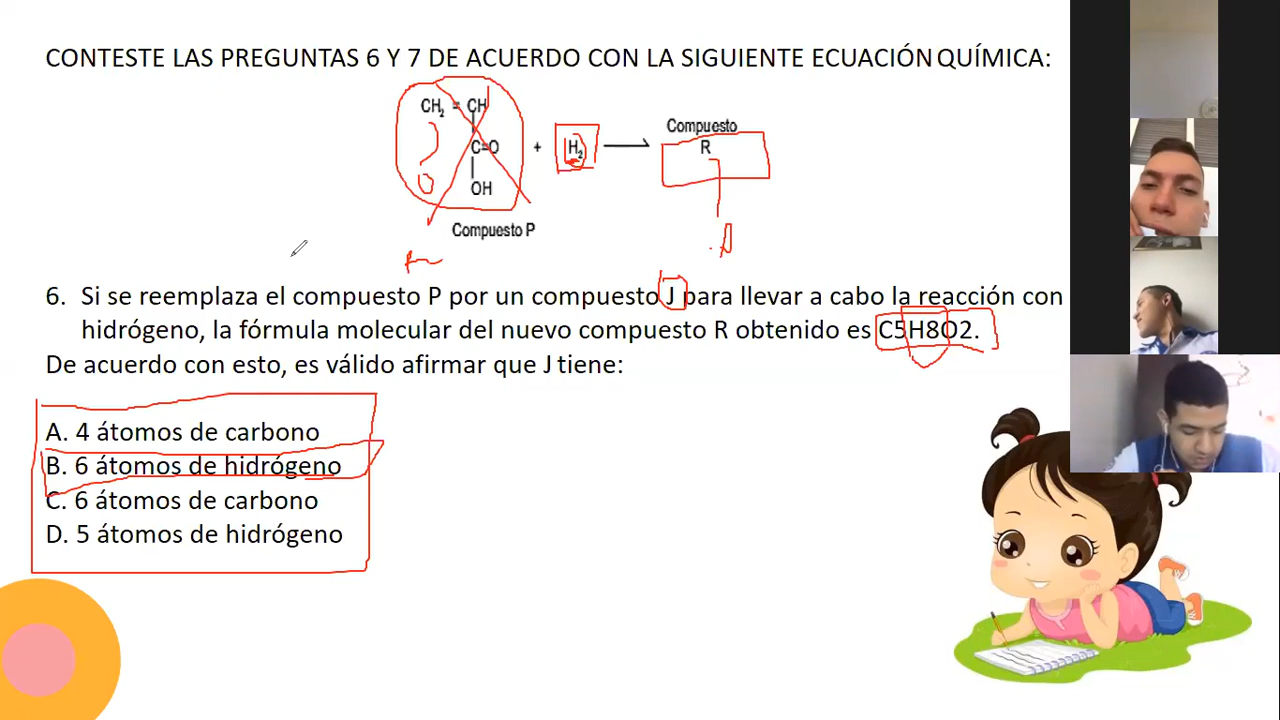 CONTESTE LAS PREGUNTAS 6 Y 7 DE ACUERDO CON LA SIGUIENTE ECUACIÓN QUÍMICA:
CH₂ = CH
C=O + H₂ → Compuesto R
OH
Compuesto P
6. Si se reemplaza el compuesto P por un compuesto J para llevar a cabo la reacción con
hidrógeno, la fórmula molecular del nuevo compuesto R obtenido es C5H8O2.
De acuerdo con esto, es válido afirmar que J tiene:
A. 4 átomos de carbono
B. 6 átomos de hidrógeno
C. 6 átomos de carbono
D. 5 átomos de hidrógeno